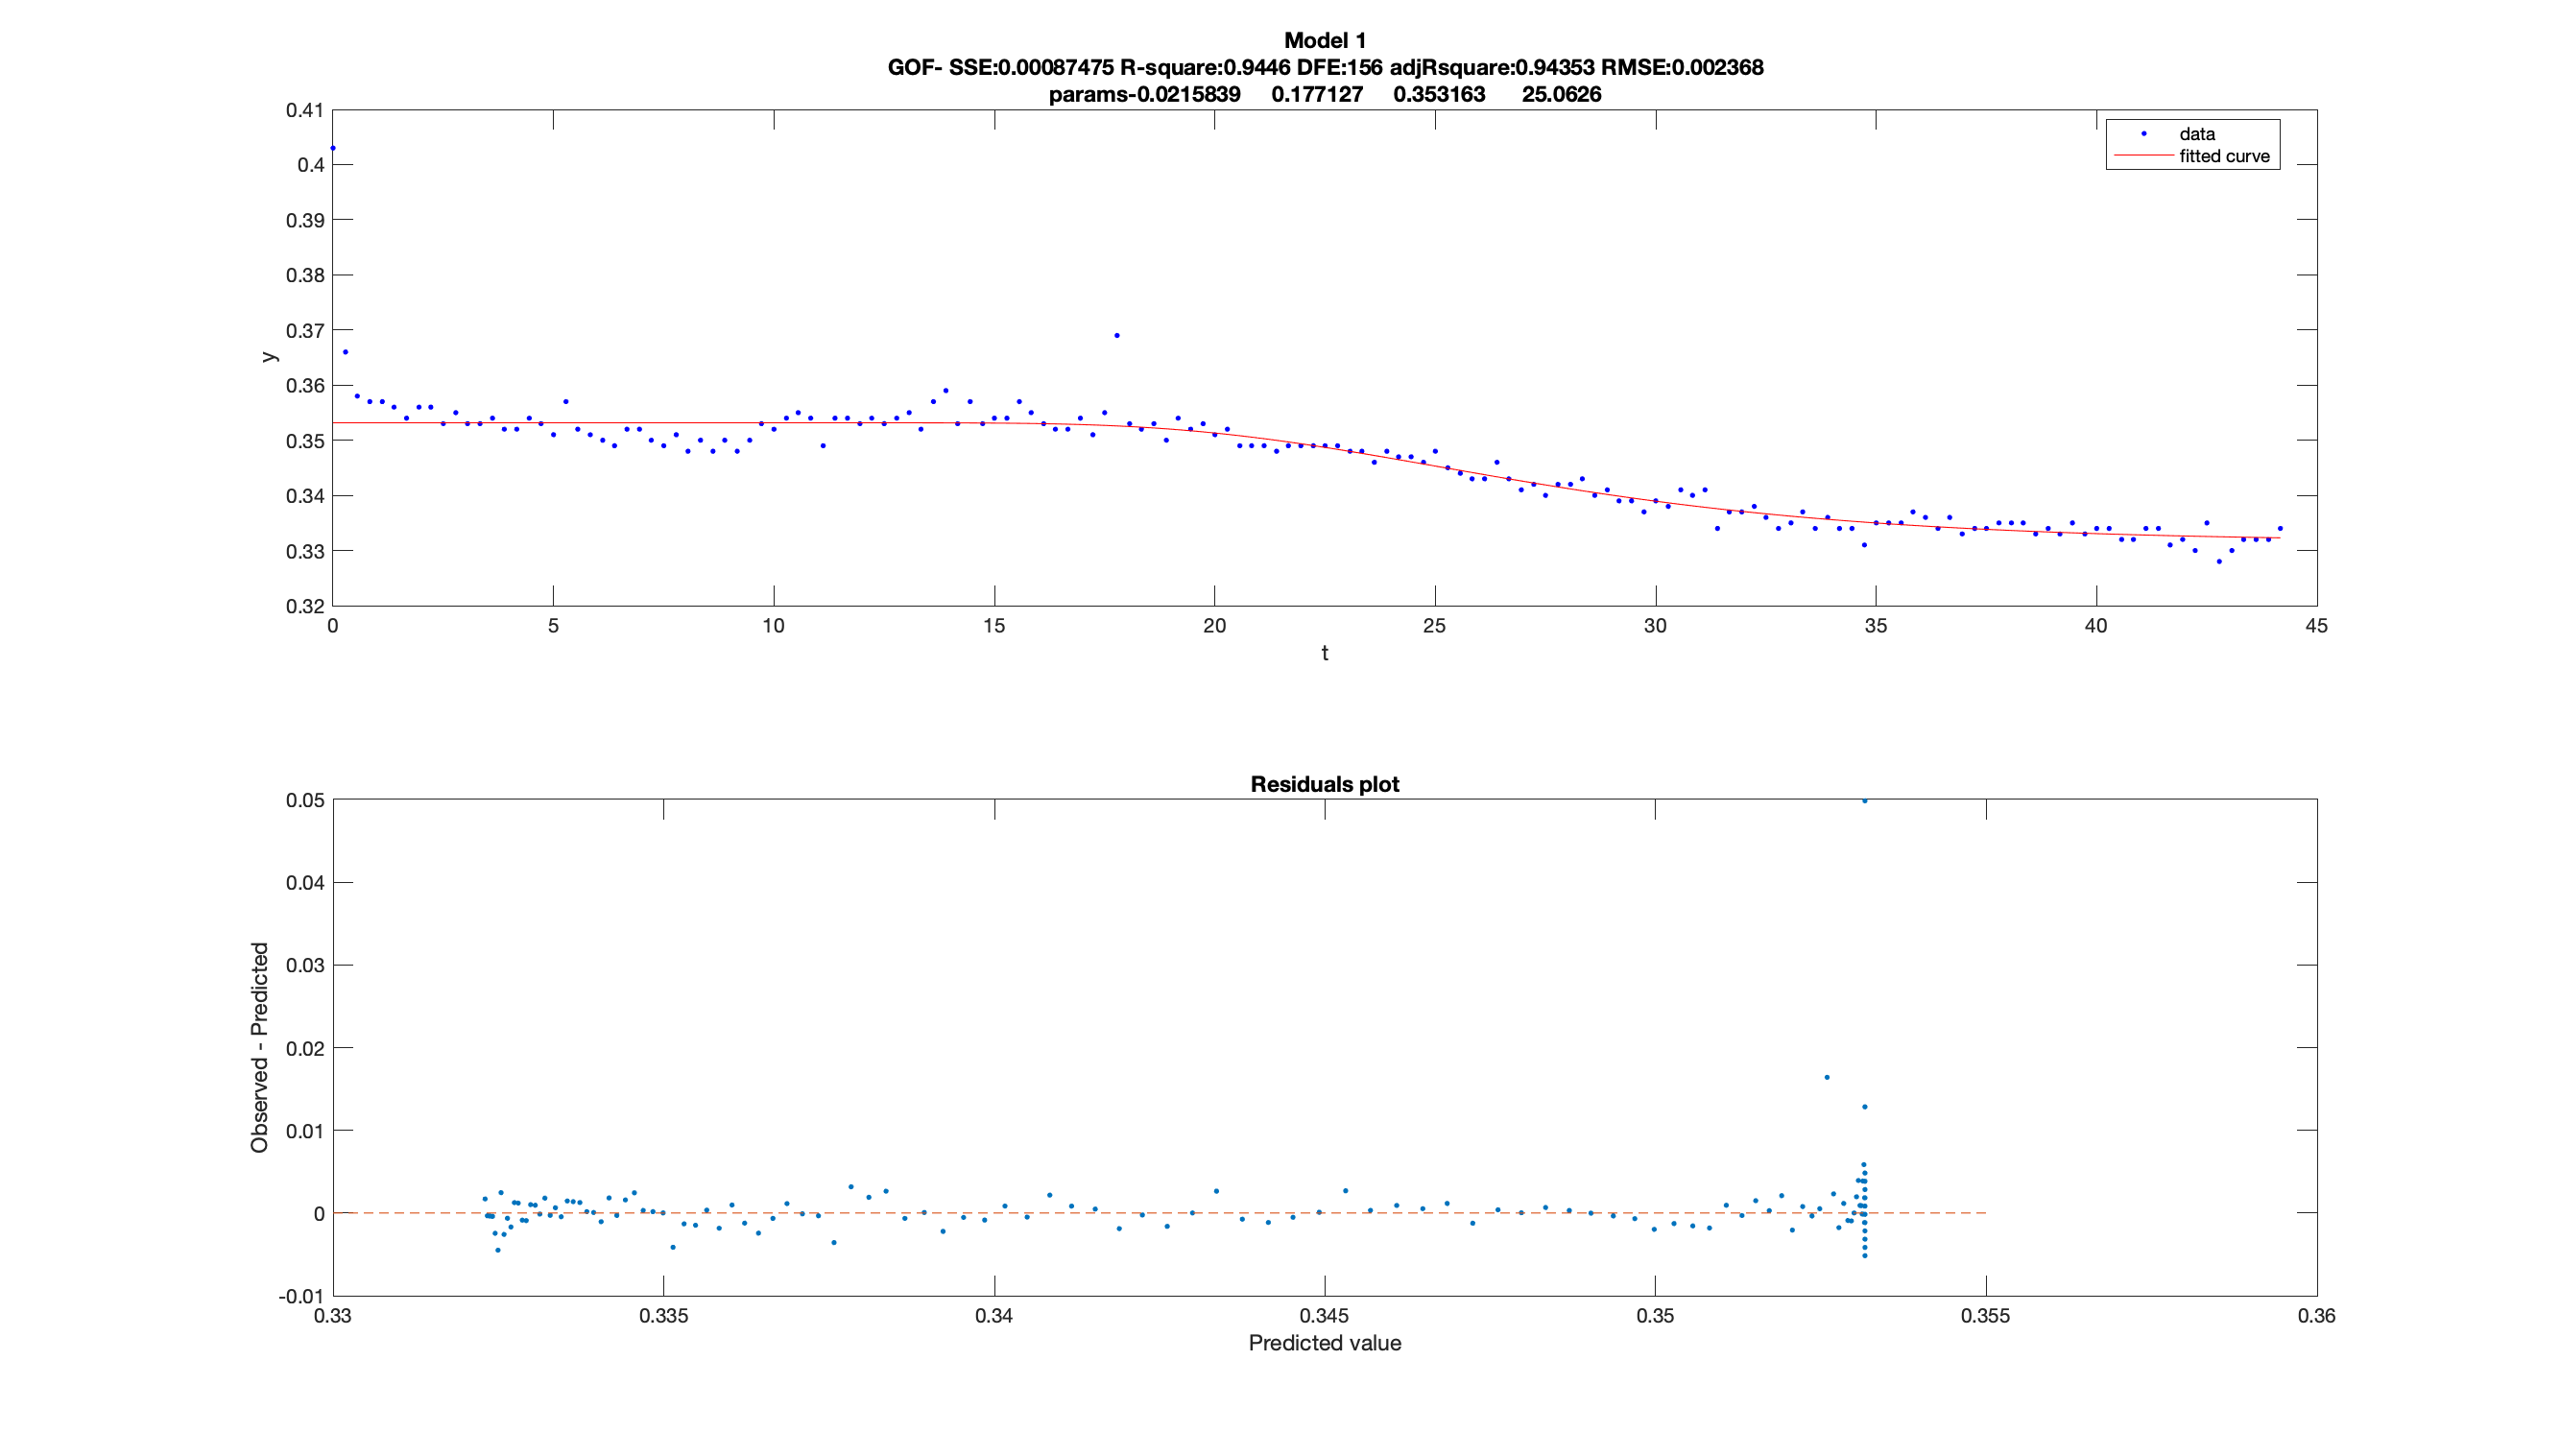 Model 1
GOF- SSE:0.00087475 R-square:0.9446 DFE:156 adjRsquare:0.94353 RMSE:0.002368
params-0.0215839 0.177127 0.353163 25.0626
0.41
0.4
0.39
0.38
0.37
0.36
0.35
0.34
0.33
0.32
y
data
fitted curve
0 5 10 15 20 25 30 35 40 45
t
Residuals plot
0.05
0.04
0.03
0.02
0.01
0
-0.01
Observed - Predicted
0.33 0.335 0.34 0.345 0.35 0.355 0.36
Predicted value